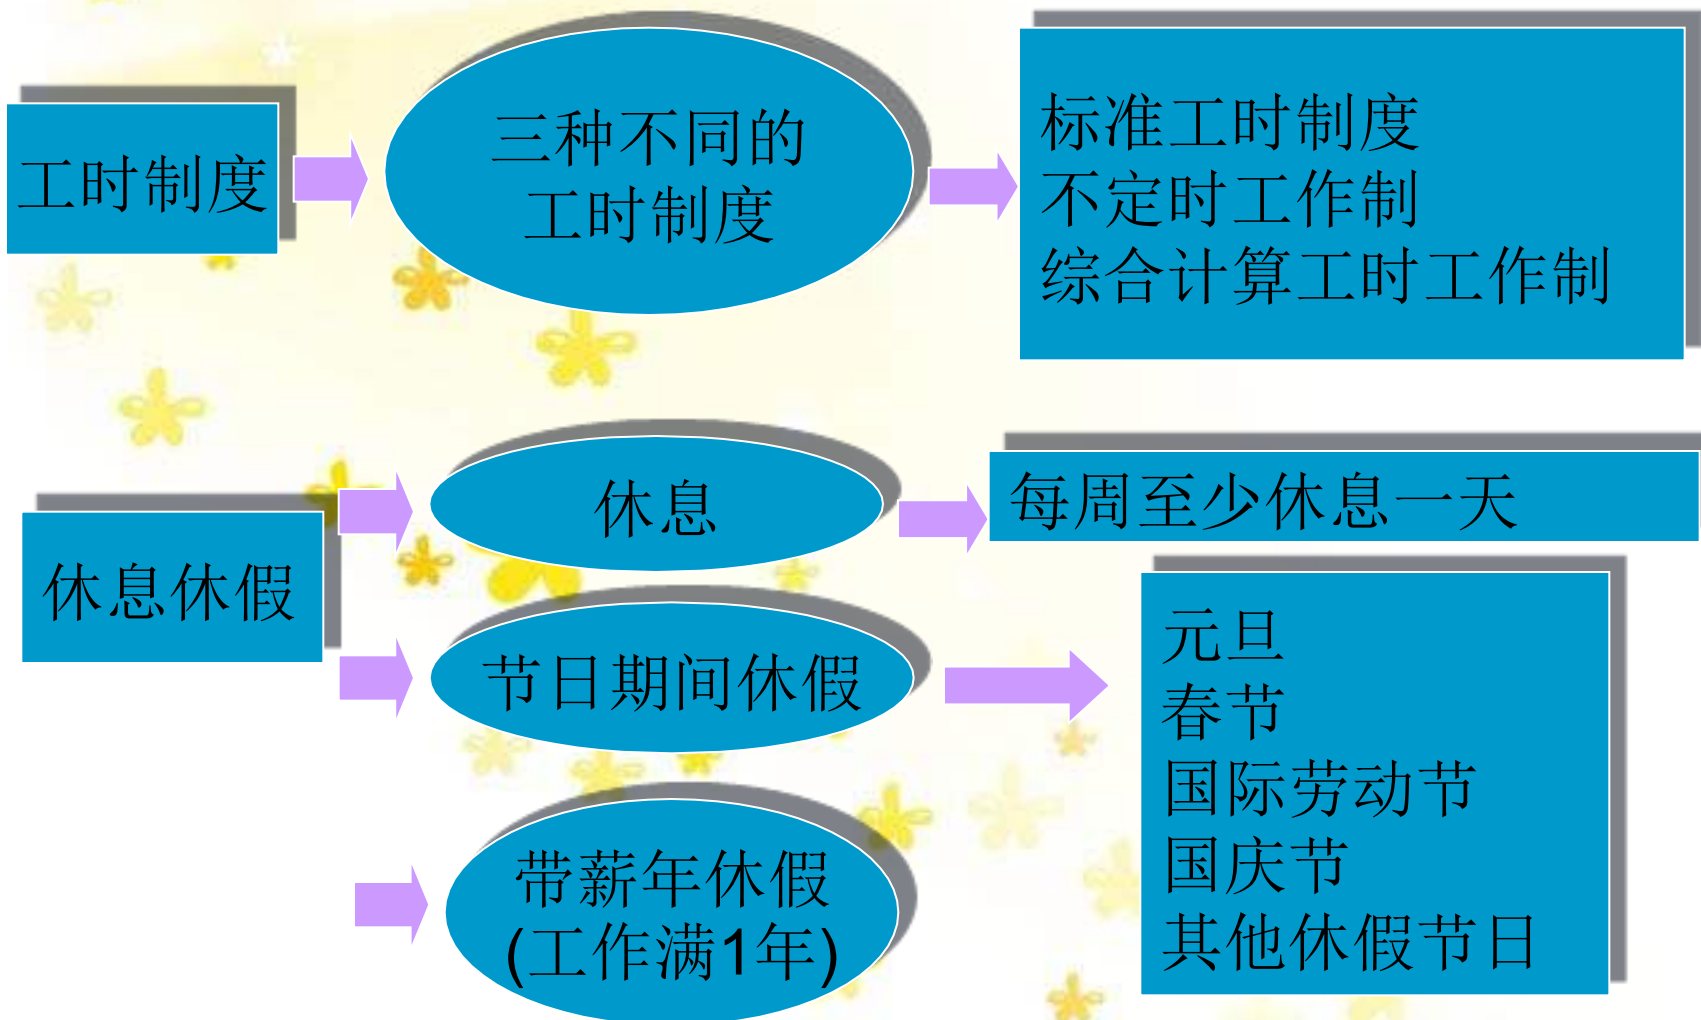 工时制度
三种不同的
工时制度
标准工时制度
不定时工作制
综合计算工时工作制
休息休假
休息
每周至少休息一天
节日期间休假
元旦
春节
国际劳动节
国庆节
其他休假节日
带薪年休假
(工作满1年)